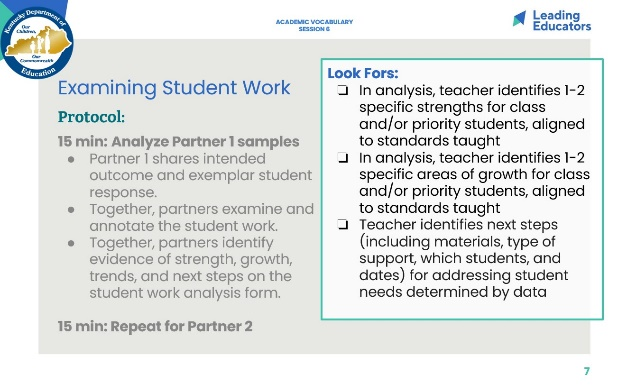 Kentucky Department of
Our
Children,
Our
Commonwealth
Education
ACADEMIC VOCABULARY
SESSION 6
Leading
Educators
Examining Student Work
Protocol:
15 min: Analyze Partner 1 samples
● Partner 1 shares intended
outcome and exemplar student
response.
● Together, partners examine and
annotate the student work.
● Together, partners identify
evidence of strength, growth,
trends, and next steps on the
student work analysis form.
15 min: Repeat for Partner 2
Look Fors:
❏ In analysis, teacher identifies 1-2
specific strengths for class
and/or priority students, aligned
to standards taught
❏ In analysis, teacher identifies 1-2
specific areas of growth for class
and/or priority students, aligned
to standards taught
❏ Teacher identifies next steps
(including materials, type of
support, which students, and
dates) for addressing student
needs determined by data
7